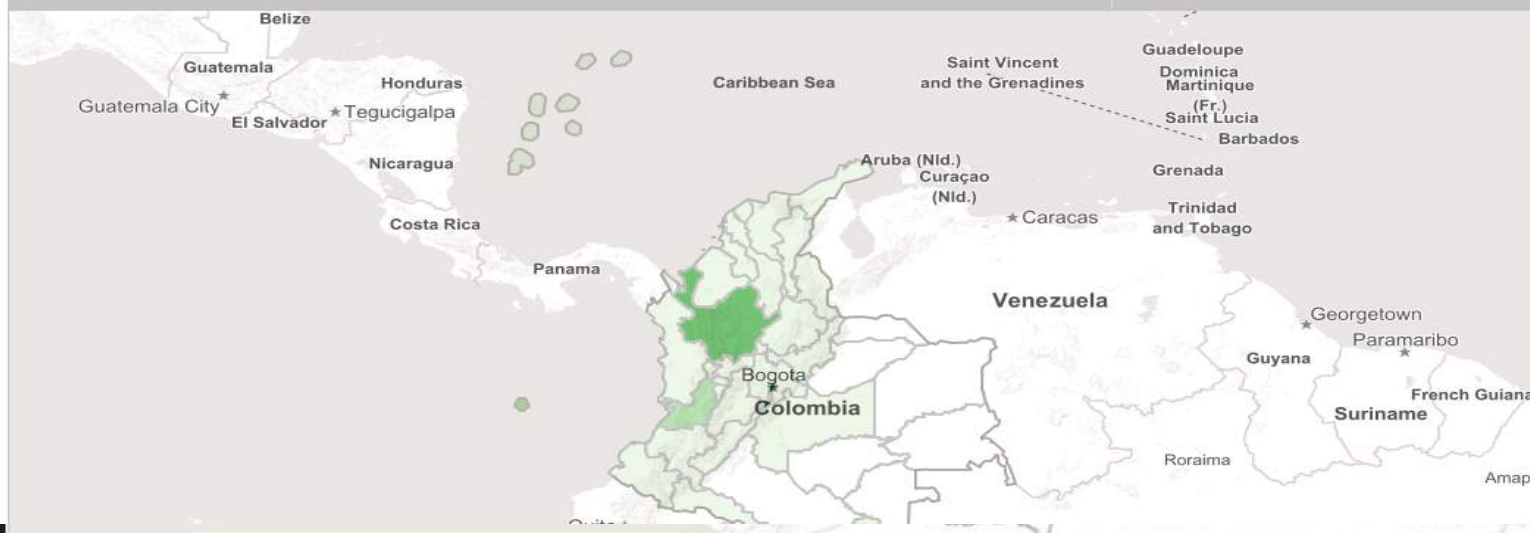 Belize
Guatemala
Honduras
Caribbean Sea
Saint Vincent
and the Grenadines
Guadeloupe
Dominica
Martinique
(Fr.)
Saint Lucia
Barbados
Guatemala City
Tegucigalpa
El Salvador
Nicaragua
Aruba (Nld.)
Curaçao
(Nld.)
Grenada
Costa Rica
Caracas
Trinidad
and Tobago
Panama
Venezuela
Georgetown
Paramaribo
Guyana
Bogota
Colombia
Suriname
French Guiana
Roraima